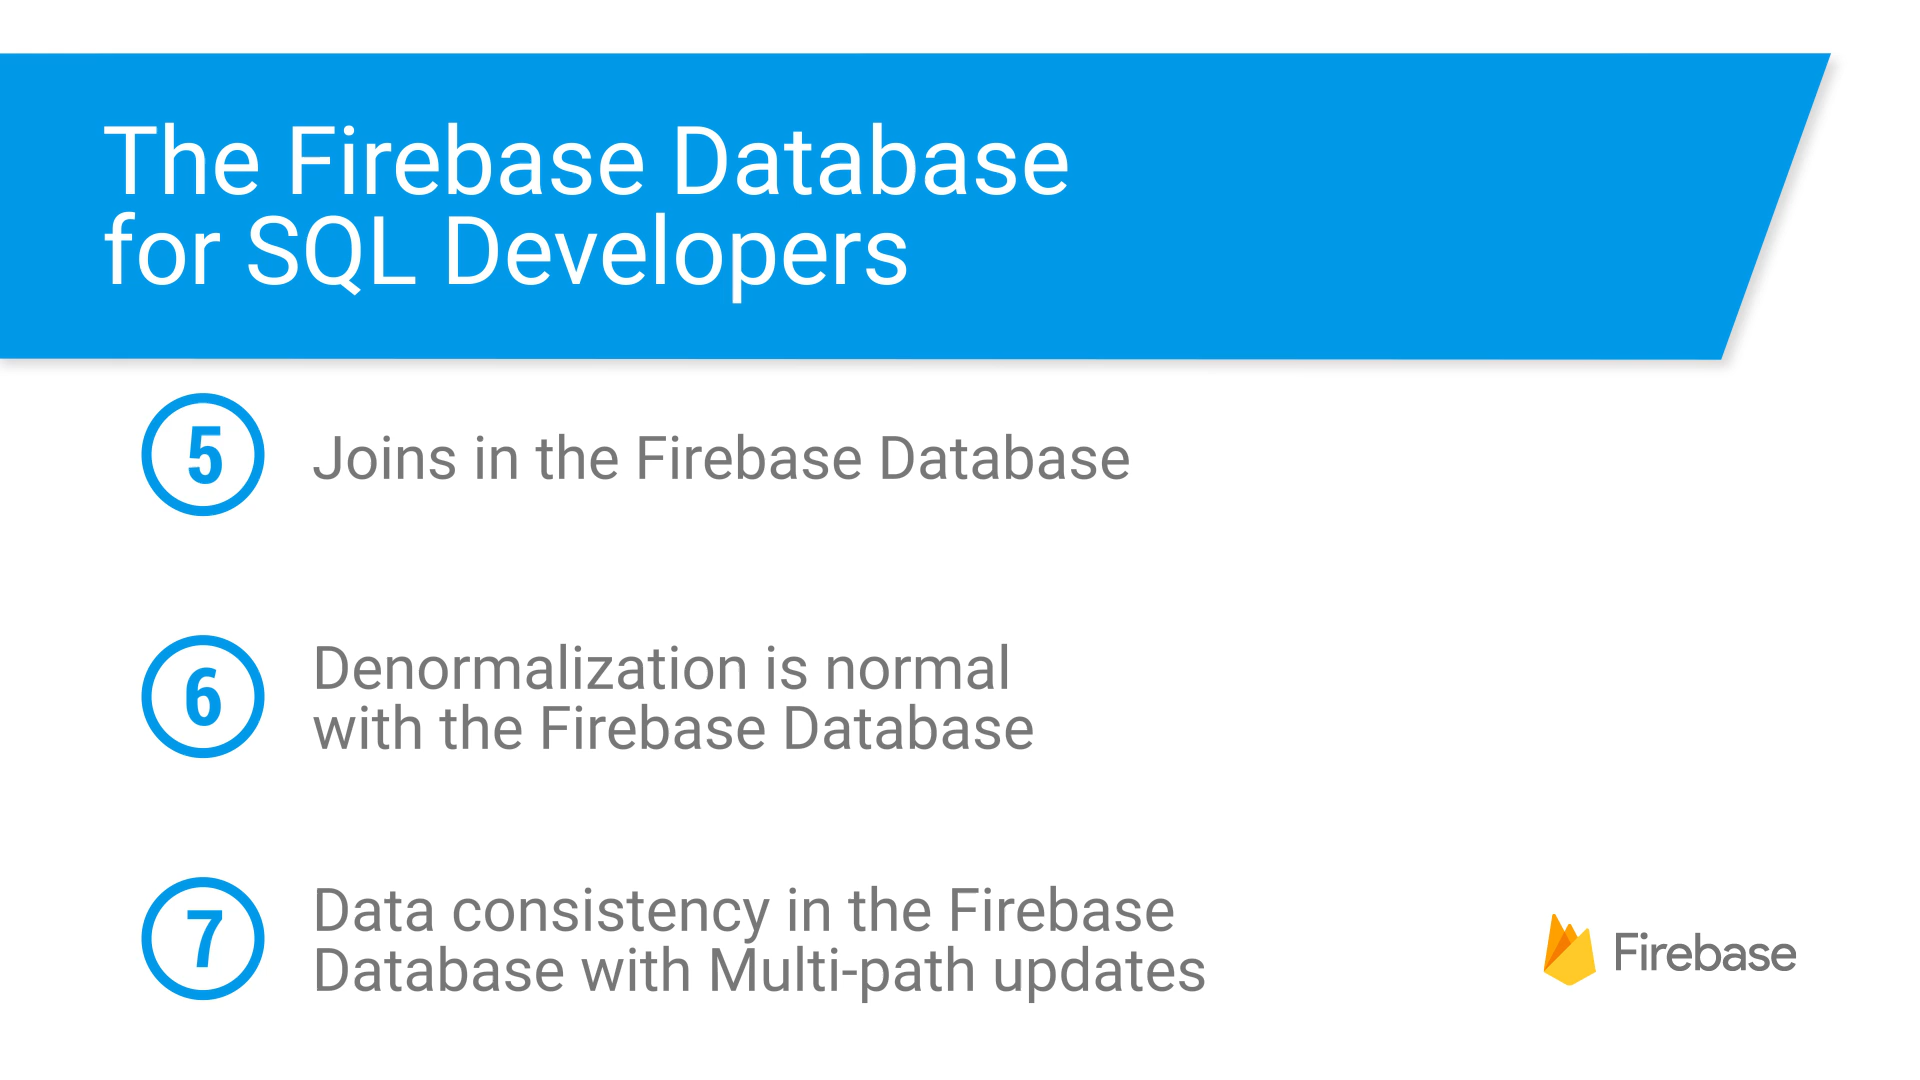 The Firebase Database
for SQL Developers
5
Joins in the Firebase Database
6
Denormalization is normal
with the Firebase Database
7
Data consistency in the Firebase
Database with Multi-path updates
Firebase